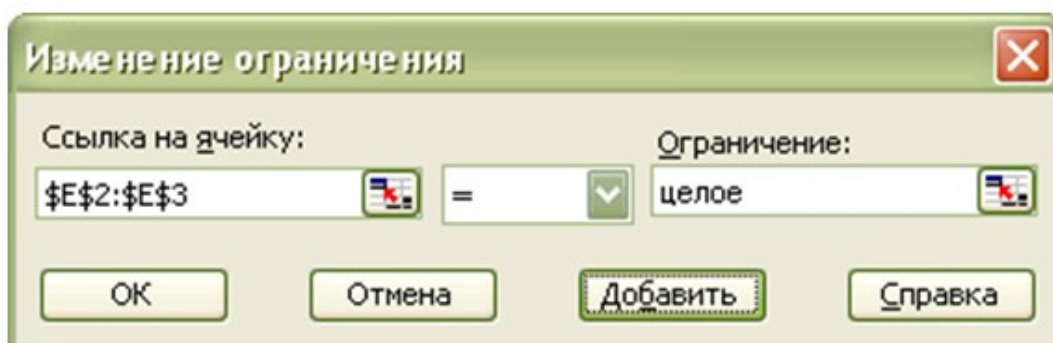 Изменение ограничения
Ссылка на ячейку: Ограничение:
$E$2:$E$3 = целое
ОК Отмена Добавить Справка